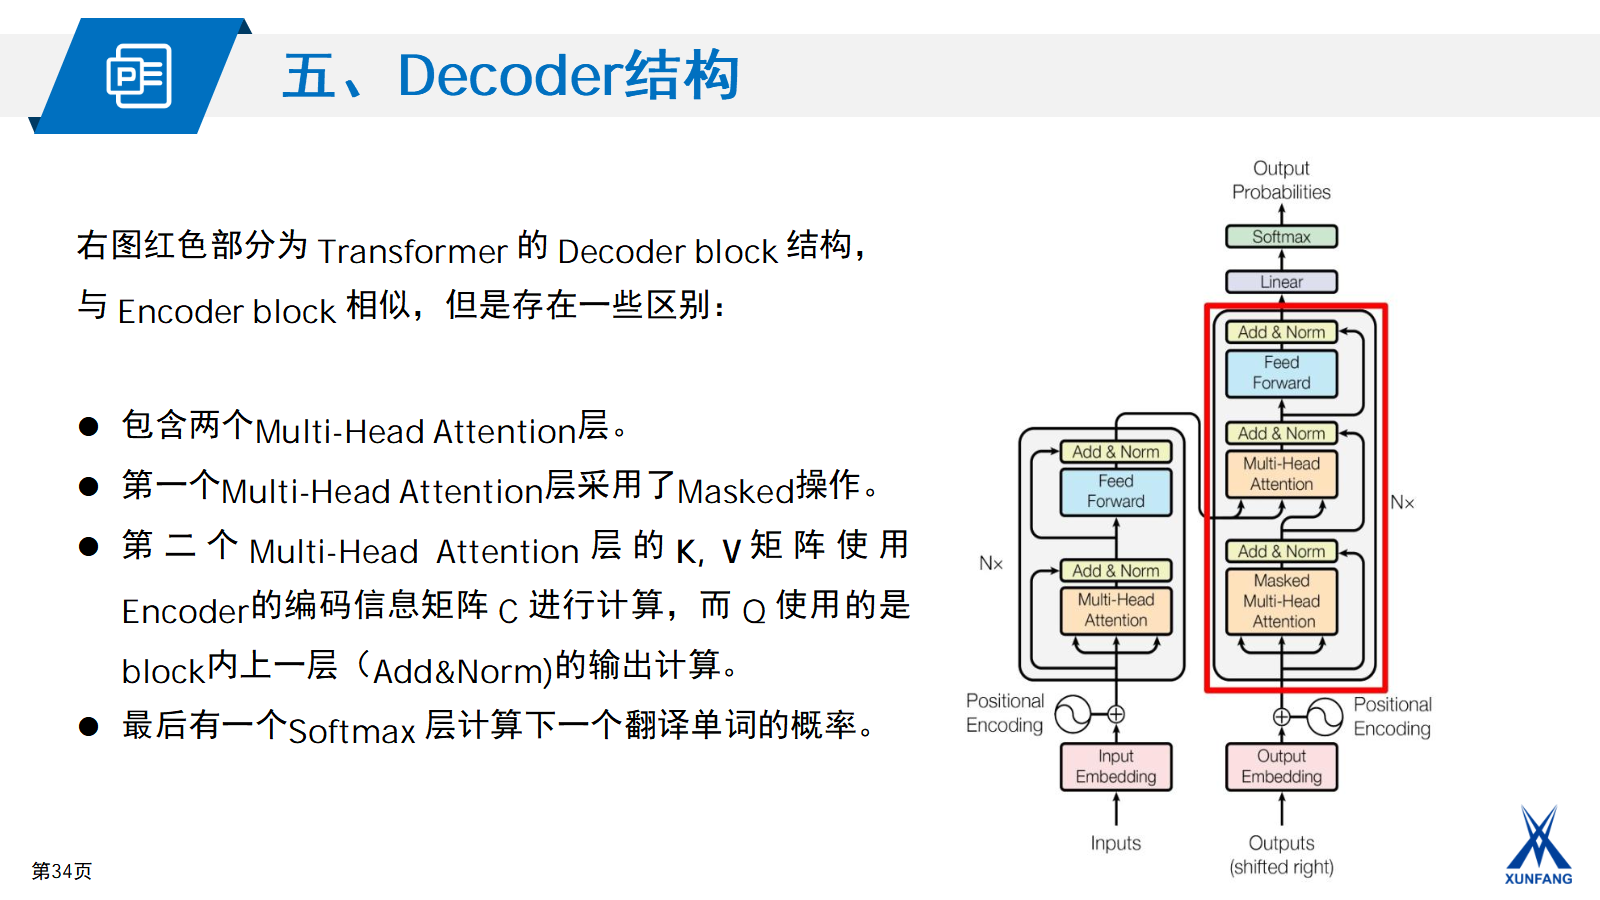 五、Decoder结构
右图红色部分为 Transformer 的 Decoder block 结构，
与 Encoder block 相似，但是存在一些区别：
● 包含两个Multi-Head Attention层。
● 第一个Multi-Head Attention层采用了Masked操作。
● 第二个Multi-Head Attention层的K, V矩阵使用
Encoder的编码信息矩阵 C 进行计算，而 Q 使用的是
block内上一层（Add&Norm)的输出计算。
● 最后有一个Softmax 层计算下一个翻译单词的概率。
Output
Probabilities
Softmax
Linear
Add & Norm
Feed
Forward
Add & Norm
Multi-Head
Attention
N×
Add & Norm
Masked
Multi-Head
Attention
Add & Norm
Feed
Forward
N×
Add & Norm
Multi-Head
Attention
Positional
Encoding
Positional
Encoding
Input
Embedding
Output
Embedding
Inputs
Outputs
(shifted right)
第34页
XUNFANG